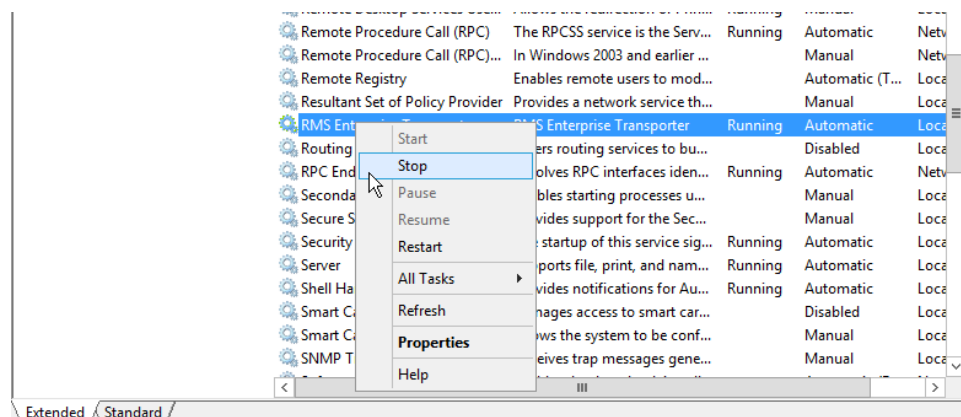 Remote Procedure Call (RPC) The RPCSS service is the Serv... Running Automatic Netw
Remote Procedure Call (RPC)... In Windows 2003 and earlier ... Manual Netw
Remote Registry Enables remote users to mod... Automatic (T... Loca
Resultant Set of Policy Provider Provides a network service th... Manual Loca
RMS Enterprise Transporter RMS Enterprise Transporter Running Automatic Loca
Routing ers routing services to bu... Disabled Loca
RPC End olves RPC interfaces iden... Running Automatic Netw
Seconda bles starting processes u... Manual Loca
Secure S vides support for the Sec... Manual Loca
Security startup of this service sig... Running Automatic Loca
Server ports file, print, and nam... Running Automatic Loca
Shell Ha vides notifications for Au... Running Automatic Loca
Smart Ca nages access to smart car... Disabled Loca
Smart Ca ws the system to be conf... Manual Loca
SNMP T eives trap messages gene... Manual Loca
Start
Stop
Pause
Resume
Restart
All Tasks
Refresh
Properties
Help
Extended Standard